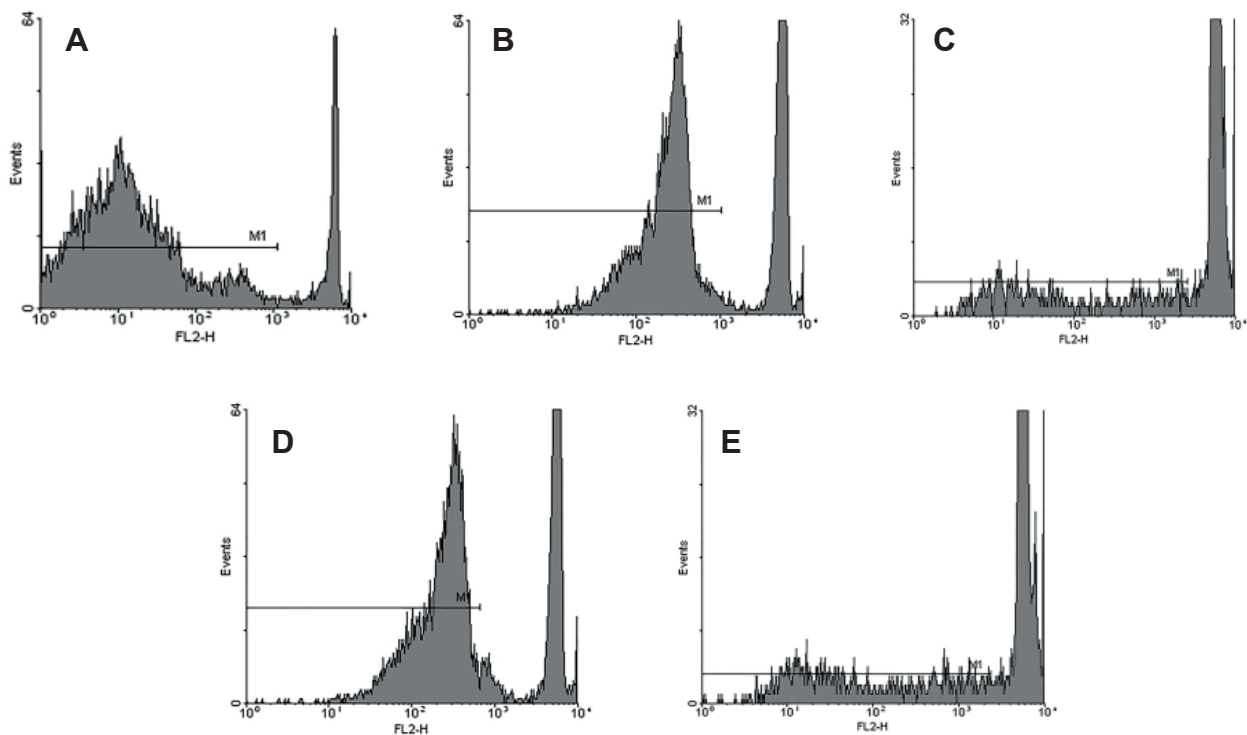 A
64
Events
M1
0
10⁰ 10¹ 10² 10³ 10⁴
FL2-H
B
64
Events
M1
0
10⁰ 10¹ 10² 10³ 10⁴
FL2-H
C
32
Events
M1
0
10⁰ 10¹ 10² 10³ 10⁴
FL2-H
D
64
Events
M1
0
10⁰ 10¹ 10² 10³ 10⁴
FL2-H
E
32
Events
M1
0
10⁰ 10¹ 10² 10³ 10⁴
FL2-H